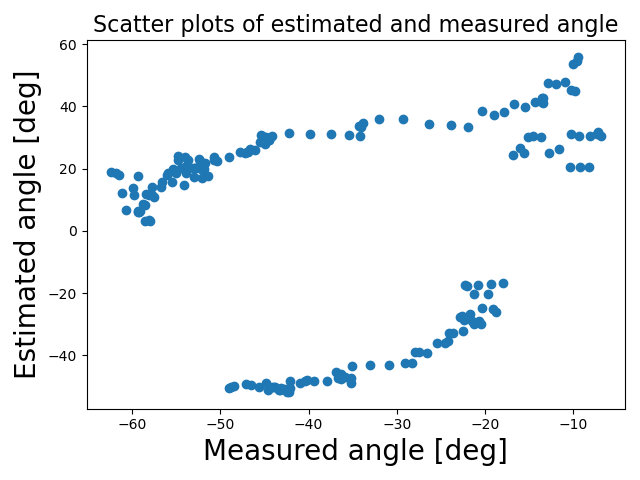 Scatter plots of estimated and measured angle
Estimated angle [deg]
60
40
20
0
−20
−40
−60 −50 −40 −30 −20 −10
Measured angle [deg]